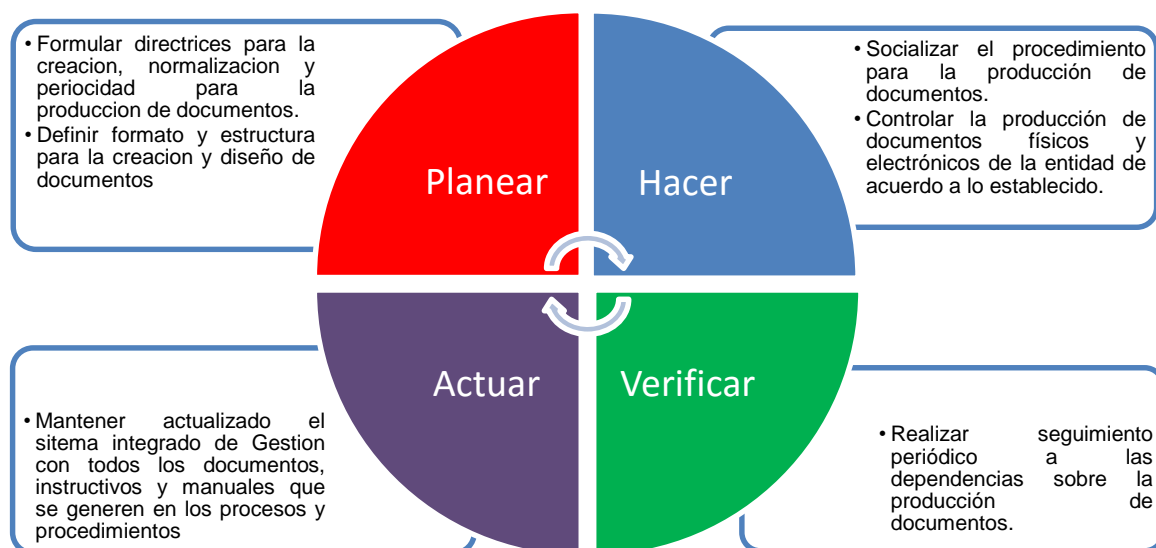 • Formular directrices para la
creacion, normalizacion y
periocidad para la
produccion de documentos.
• Definir formato y estructura
para la creacion y diseño de
documentos
Planear
Hacer
• Socializar el procedimiento
para la producción de
documentos.
• Controlar la producción de
documentos físicos y
electrónicos de la entidad de
acuerdo a lo establecido.
• Mantener actualizado el
sitema integrado de Gestion
con todos los documentos,
instructivos y manuales que
se generen en los procesos y
procedimientos
Actuar
Verificar
• Realizar seguimiento
periódico a las
dependencias sobre la
producción de
documentos.